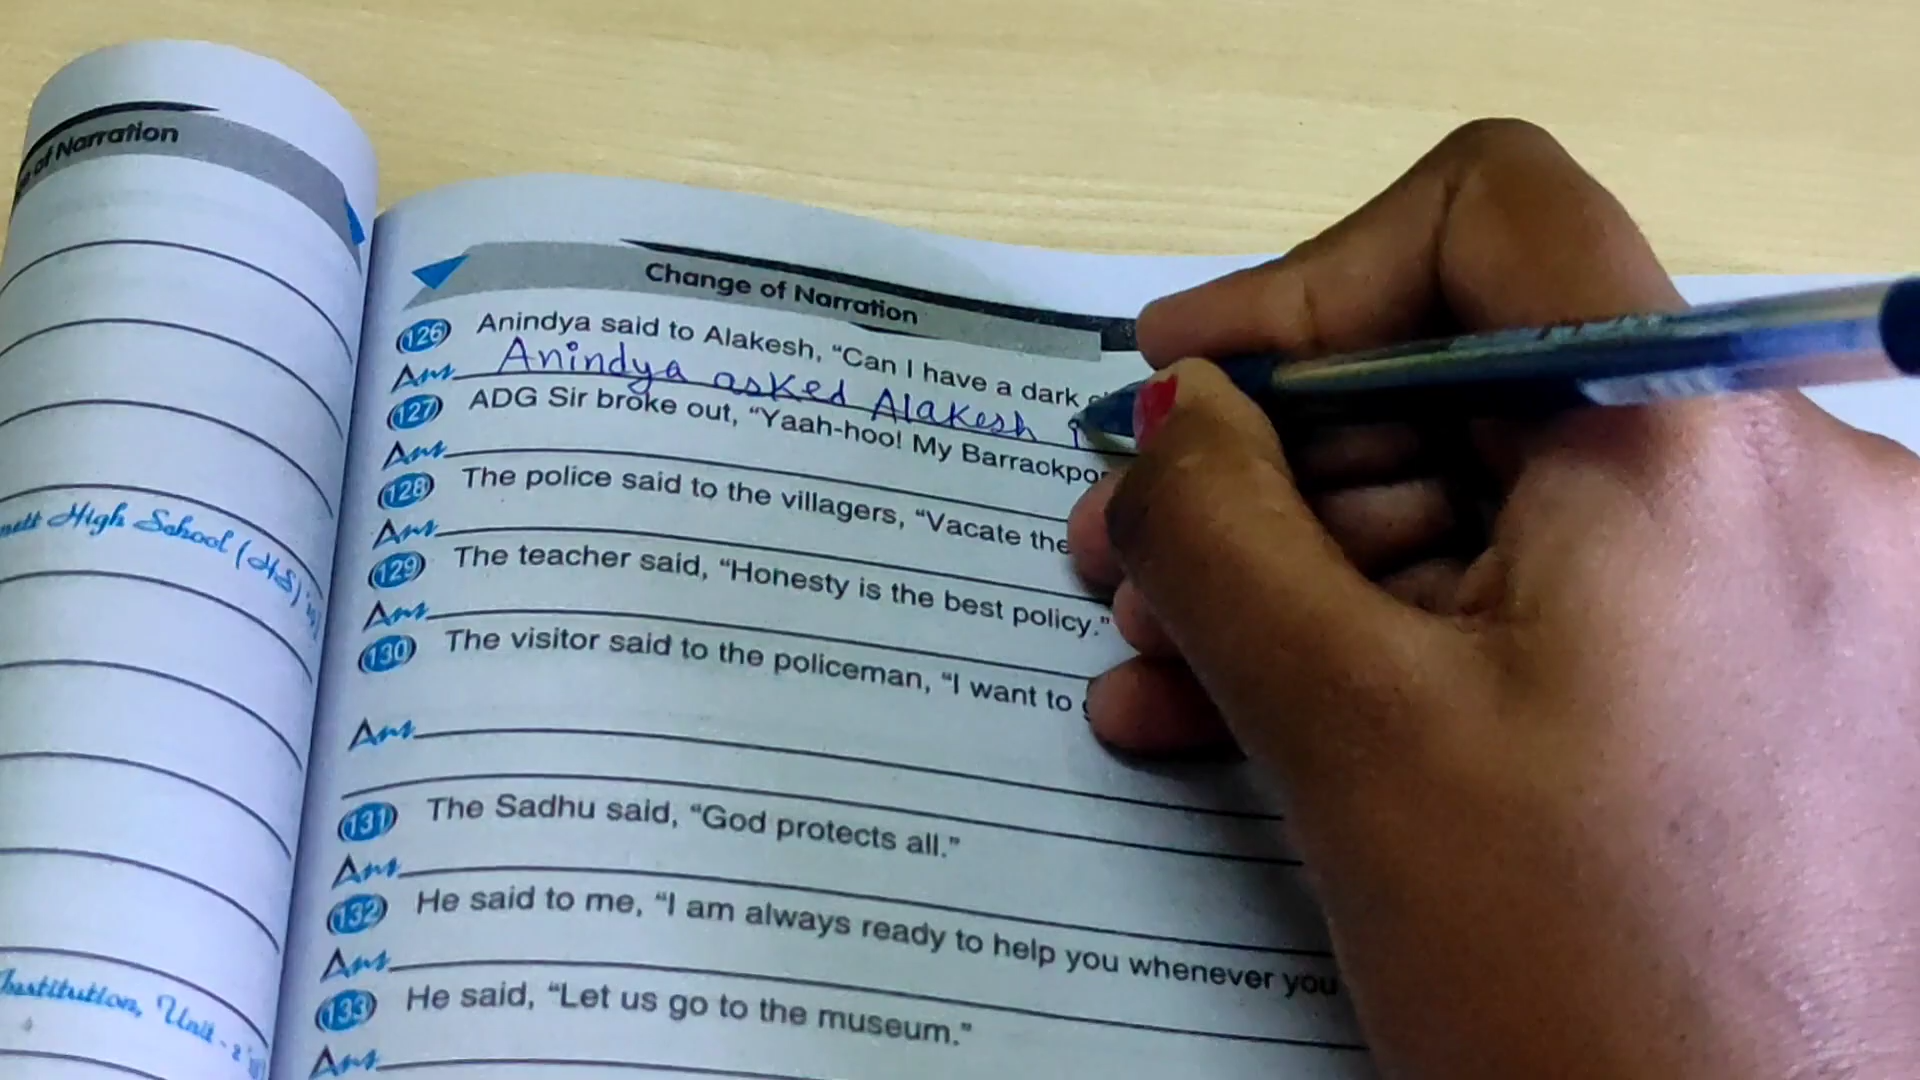 of Narration
High School (HS)
Institution, Unit - 2
Change of Narration
126 Anindya said to Alakesh, “Can I have a dark
Ans Anindya asked Alakesh i
127 ADG Sir broke out, “Yaah-hoo! My Barrackpo
Ans
128 The police said to the villagers, “Vacate the
Ans
129 The teacher said, “Honesty is the best policy.”
Ans
130 The visitor said to the policeman, “I want to
Ans
131 The Sadhu said, “God protects all.”
Ans
132 He said to me, “I am always ready to help you whenever you
Ans
133 He said, “Let us go to the museum.”
Ans